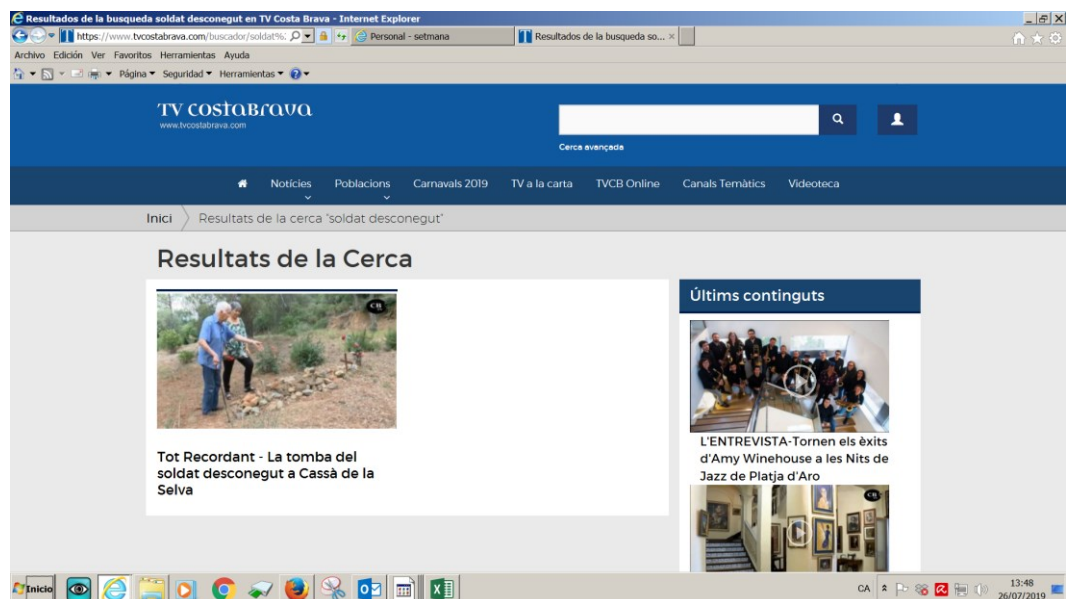 Resultados de la busqueda soldat desconegut en TV Costa Brava - Internet Explorer
https://www.tvcostabrava.com/buscador/soldat%:
Personal - setmana
Resultados de la busqueda so...
Archivo Edición Ver Favoritos Herramientas Ayuda
Página Seguridad Herramientas
TV COSTABRAVA
www.tvcostabrava.com
Cerca avançada
Notícies Poblacions Carnavals 2019 TV a la carta TVCB Online Canals Temàtics Videoteca
Inici Resultats de la cerca "soldat desconegut"
Resultats de la Cerca
CB
Tot Recordant - La tomba del
soldat desconegut a Cassà de la
Selva
Últims continguts
L'ENTREVISTA-Tornen els èxits
d'Amy Winehouse a les Nits de
Jazz de Platja d'Aro
CB
Inicio
CA
13:48
26/07/2019